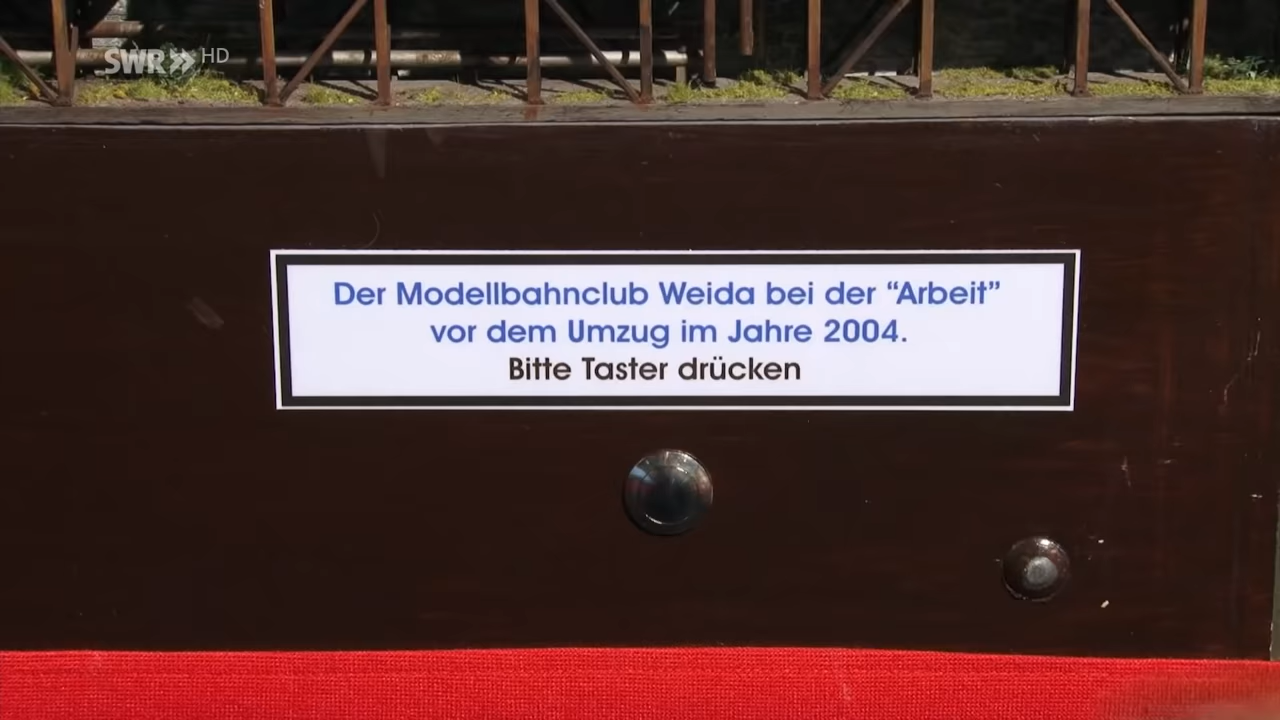 SWR» HD
Der Modellbahnclub Weida bei der “Arbeit”
vor dem Umzug im Jahre 2004.
Bitte Taster drücken